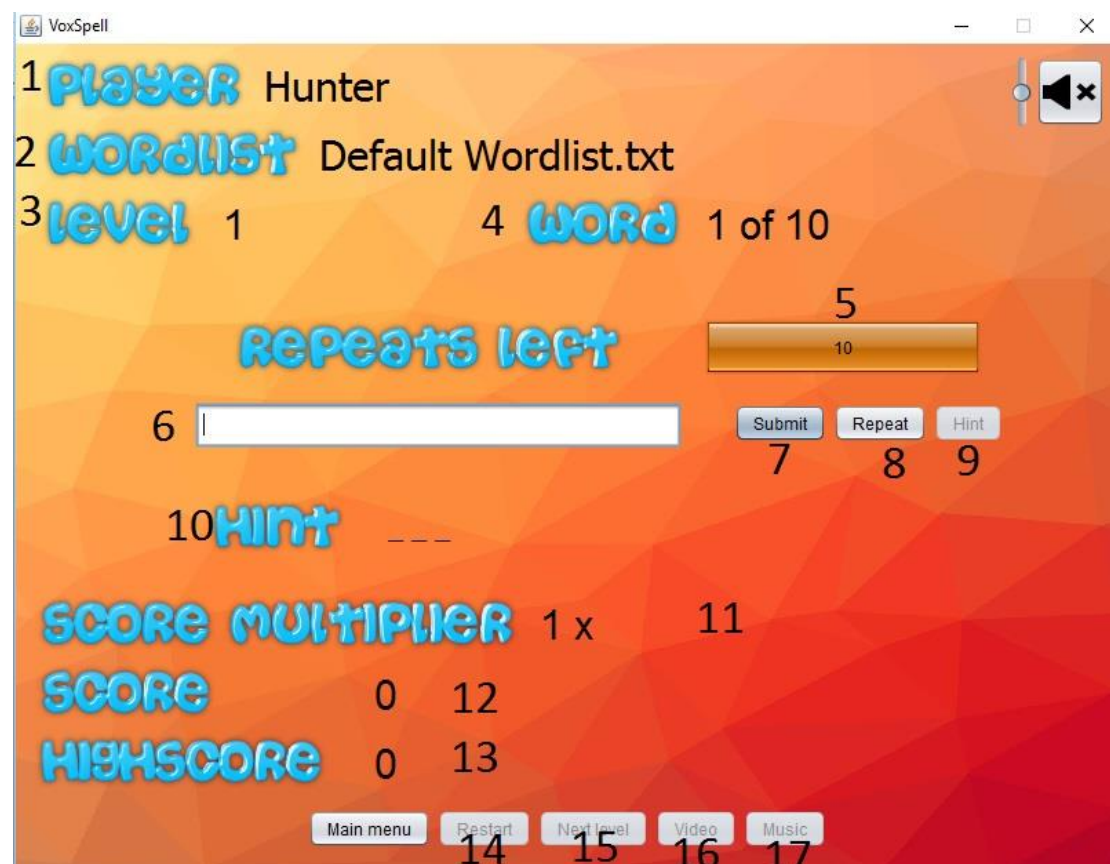 VoxSpell
1 PLAYER Hunter
2 WORDLIST Default Wordlist.txt
3 LEVEL 1 4 WORD 1 of 10
5
REPEATS LEFT 10
6 Submit Repeat Hint
7 8 9
10 HINT _ _ _
SCORE MULTIPLIER 1 x 11
SCORE 0 12
HIGHSCORE 0 13
Main menu Restart Next level Video Music
14 15 16 17